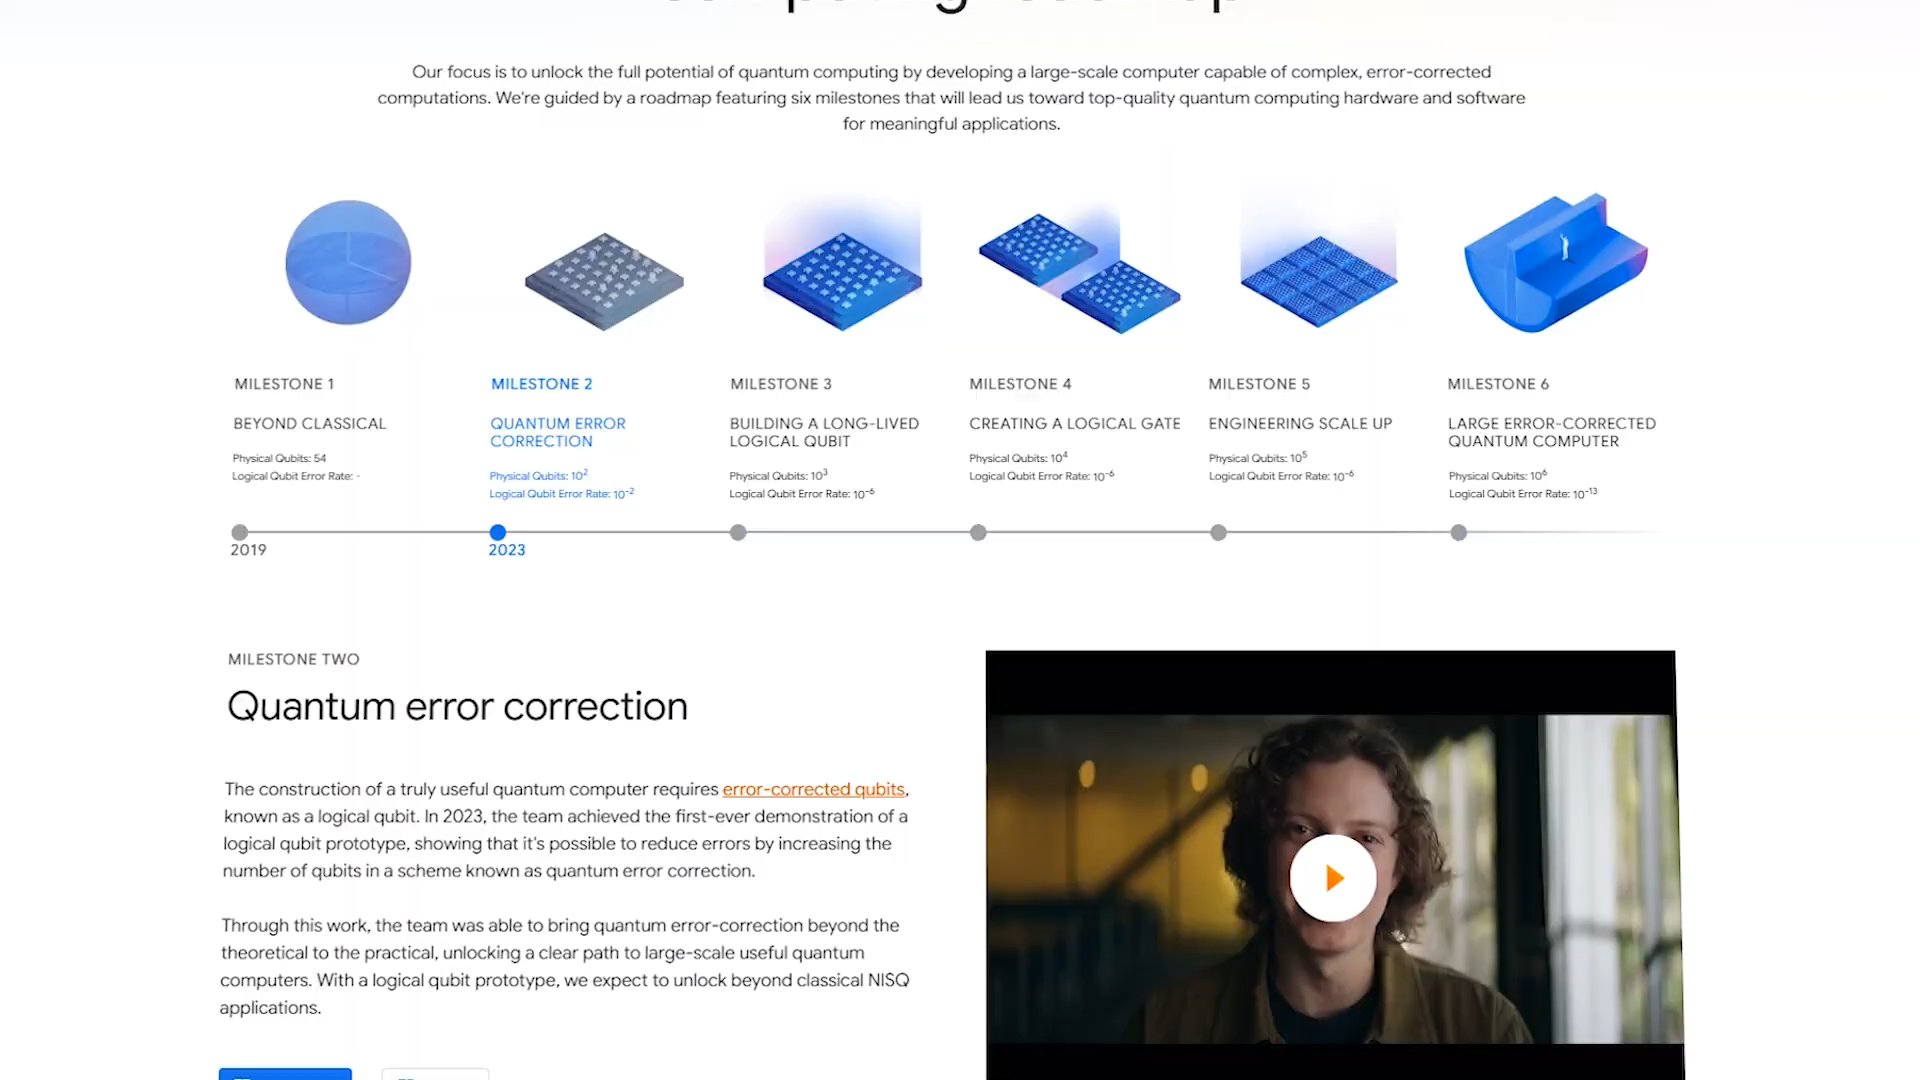 Our focus is to unlock the full potential of quantum computing by developing a large-scale computer capable of complex, error-corrected
computations. We're guided by a roadmap featuring six milestones that will lead us toward top-quality quantum computing hardware and software
for meaningful applications.
MILESTONE 1
BEYOND CLASSICAL
Physical Qubits: 54
Logical Qubit Error Rate: -
2019
MILESTONE 2
QUANTUM ERROR
CORRECTION
Physical Qubits: 10²
Logical Qubit Error Rate: 10⁻²
2023
MILESTONE 3
BUILDING A LONG-LIVED
LOGICAL QUBIT
Physical Qubits: 10³
Logical Qubit Error Rate: 10⁻⁶
MILESTONE 4
CREATING A LOGICAL GATE
Physical Qubits: 10⁴
Logical Qubit Error Rate: 10⁻⁶
MILESTONE 5
ENGINEERING SCALE UP
Physical Qubits: 10⁵
Logical Qubit Error Rate: 10⁻⁶
MILESTONE 6
LARGE ERROR-CORRECTED
QUANTUM COMPUTER
Physical Qubits: 10⁶
Logical Qubit Error Rate: 10⁻¹³
MILESTONE TWO
Quantum error correction
The construction of a truly useful quantum computer requires error-corrected qubits,
known as a logical qubit. In 2023, the team achieved the first-ever demonstration of a
logical qubit prototype, showing that it's possible to reduce errors by increasing the
number of qubits in a scheme known as quantum error correction.
Through this work, the team was able to bring quantum error-correction beyond the
theoretical to the practical, unlocking a clear path to large-scale useful quantum
computers. With a logical qubit prototype, we expect to unlock beyond classical NISQ
applications.